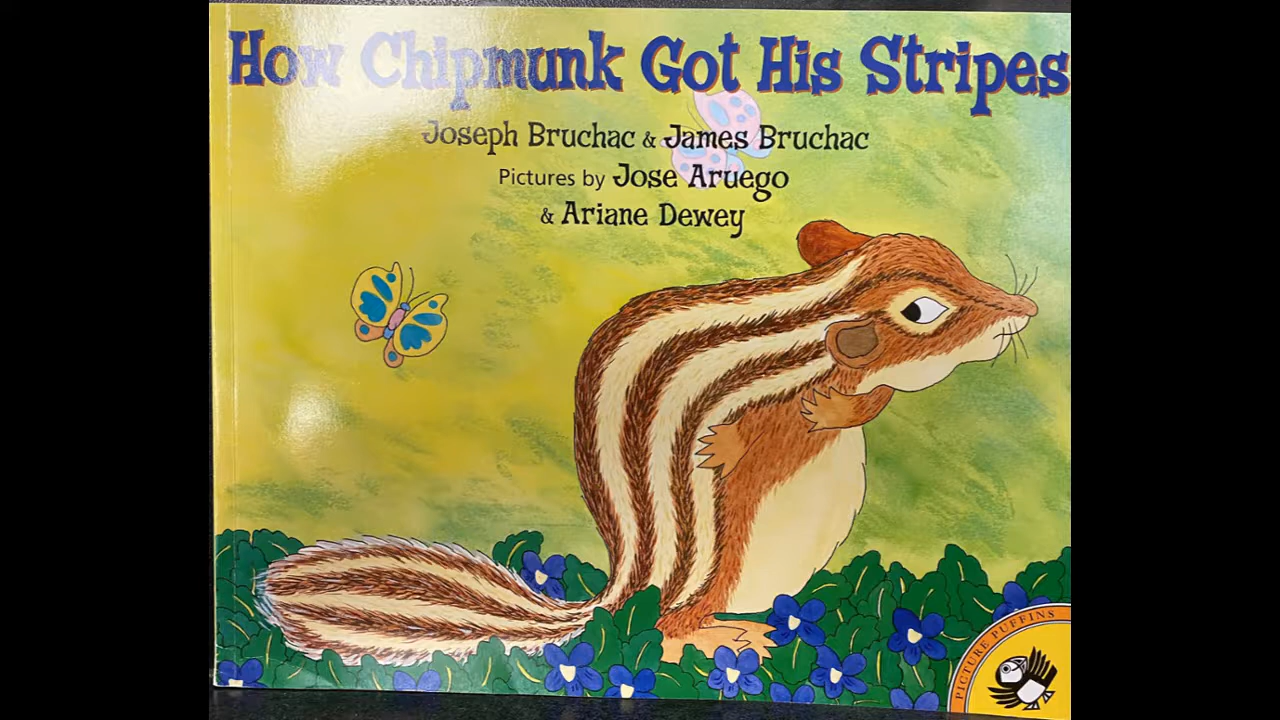 How Chipmunk Got His Stripes
Joseph Bruchac & James Bruchac
Pictures by Jose Aruego
& Ariane Dewey
PICTURE PUFFINS